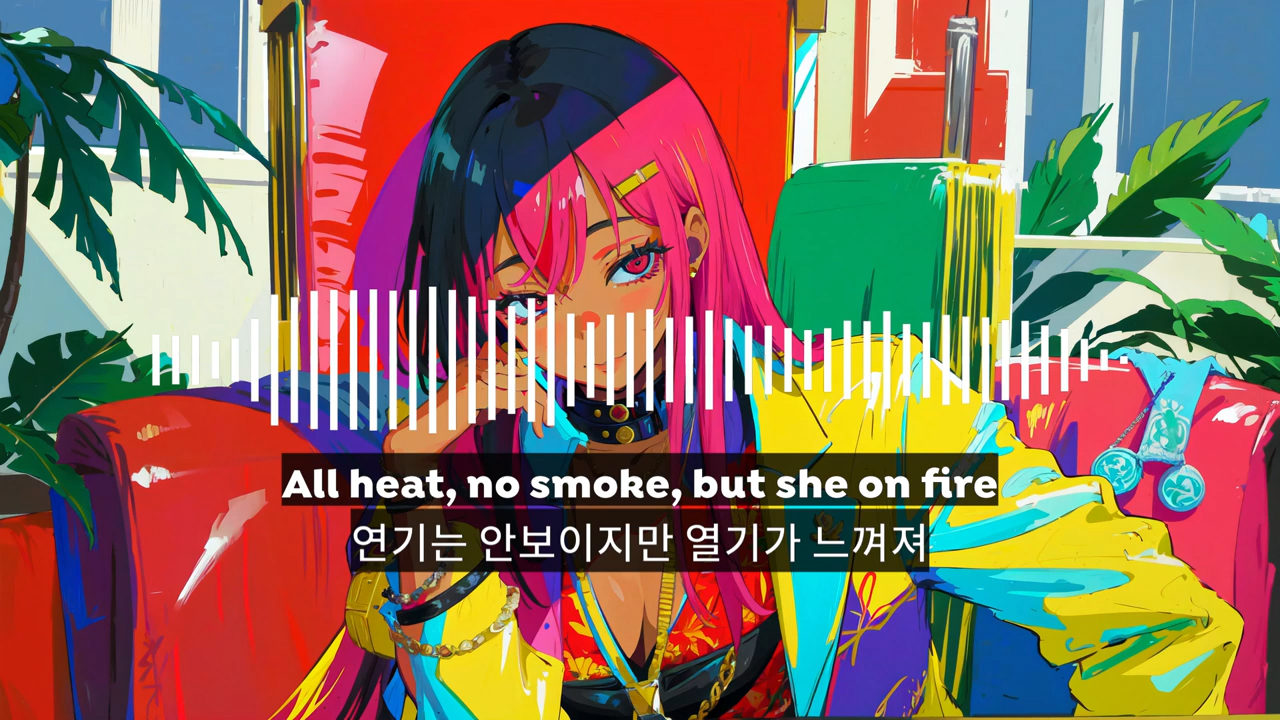 All heat, no smoke, but she on fire
연기는 안보이지만 열기가 느껴져